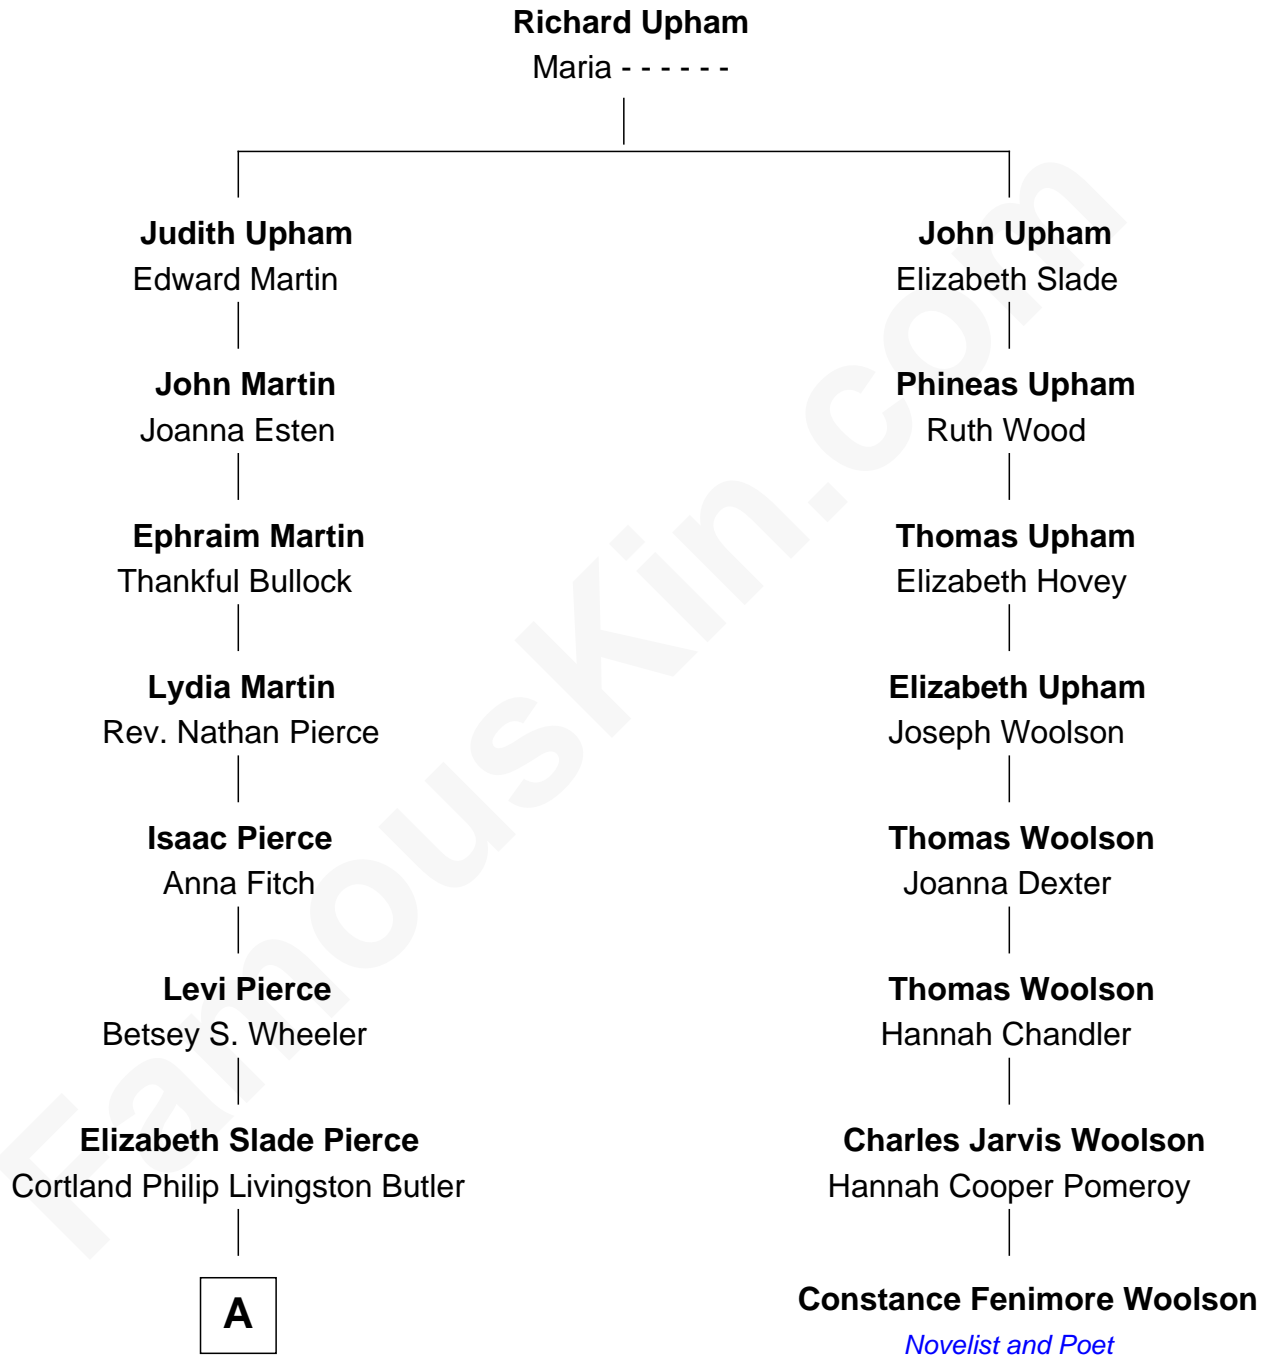 Richard Upham
Maria - - - - - -
Judith Upham
Edward Martin
John Upham
Elizabeth Slade
John Martin
Joanna Esten
Phineas Upham
Ruth Wood
Ephraim Martin
Thankful Bullock
Thomas Upham
Elizabeth Hovey
Lydia Martin
Rev. Nathan Pierce
Elizabeth Upham
Joseph Woolson
Isaac Pierce
Anna Fitch
Thomas Woolson
Joanna Dexter
Levi Pierce
Betsey S. Wheeler
Thomas Woolson
Hannah Chandler
Elizabeth Slade Pierce
Cortland Philip Livingston Butler
Charles Jarvis Woolson
Hannah Cooper Pomeroy
A
Constance Fenimore Woolson
Novelist and Poet
FamousKin.com